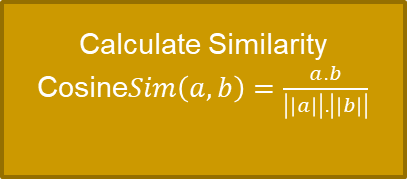 Calculate Similarity
Cosine𝑆𝑖𝑚(𝑎, 𝑏) = 𝑎.𝑏 / ||𝑎||.||𝑏||